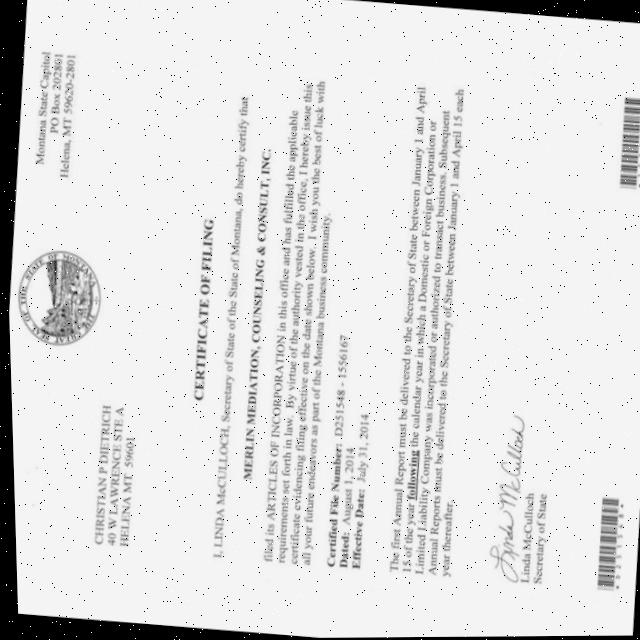 Montana State Capitol
PO Box 202801
Helena, MT 59620-2801
CHRISTIAN P DIETRICH
40 W LAWRENCE STE A
HELENA MT 59601
CERTIFICATE OF FILING
I, LINDA McCULLOCH, Secretary of State of the State of Montana, do hereby certify that
MERLIN MEDIATION, COUNSELING & CONSULT, INC.
filed its ARTICLES OF INCORPORATION in this office and has fulfilled the applicable
requirements set forth in law. By virtue of the authority vested in the office, I hereby issue this
certificate evidencing filing effective on the date shown below. I wish you the best of luck with
all your future endeavors as part of the Montana business community.
Certified File Number: D251548 - 1556167
Dated: August 1, 2014
Effective Date: July 31, 2014
The first Annual Report must be delivered to the Secretary of State between January 1 and April
15 of the year following the calendar year in which a Domestic or Foreign Corporation or
Limited Liability Company was incorporated or authorized to transact business. Subsequent
Annual Reports must be delivered to the Secretary of State between January 1 and April 15 each
year thereafter.
Linda McCulloch
Linda McCulloch
Secretary of State